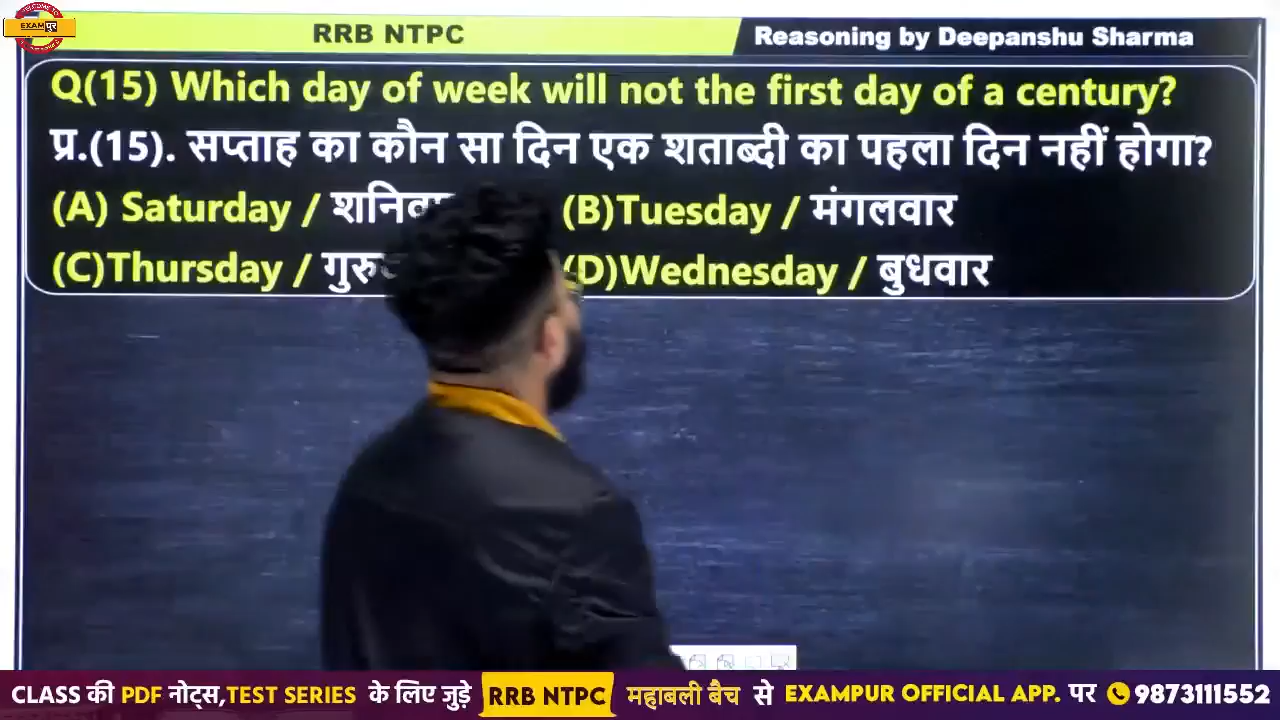 WELCOME TO
EXAMपुर
RRB NTPC
Reasoning by Deepanshu Sharma
Q(15) Which day of week will not the first day of a century?
प्र.(15). सप्ताह का कौन सा दिन एक शताब्दी का पहला दिन नहीं होगा?
(A) Saturday / (B)Tuesday / मंगलवार
(C)Thursday / (D)Wednesday / बुधवार
CLASS की PDF नोट्स,TEST SERIES के लिए जुड़े RRB NTPC महाबली बैच से EXAMPUR OFFICIAL APP. पर 9873111552